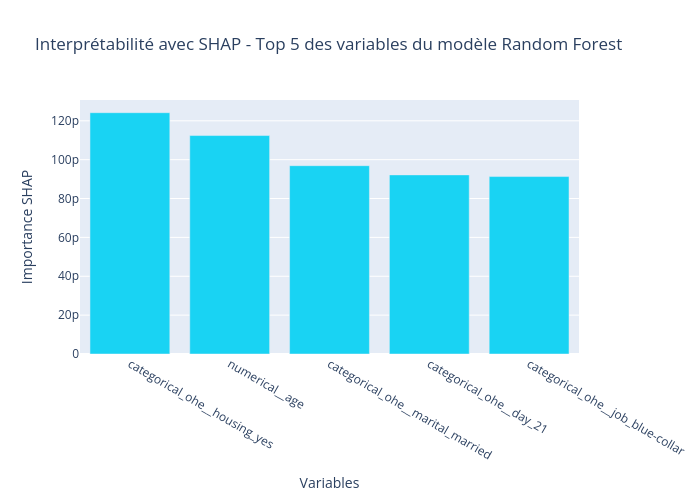 Interprétabilité avec SHAP - Top 5 des variables du modèle Random Forest
Importance SHAP
120p
100p
80p
60p
40p
20p
0
categorical_ohe__housing_yes
numerical__age
categorical_ohe__marital_married
categorical_ohe__day_21
categorical_ohe__job_blue-collar
Variables